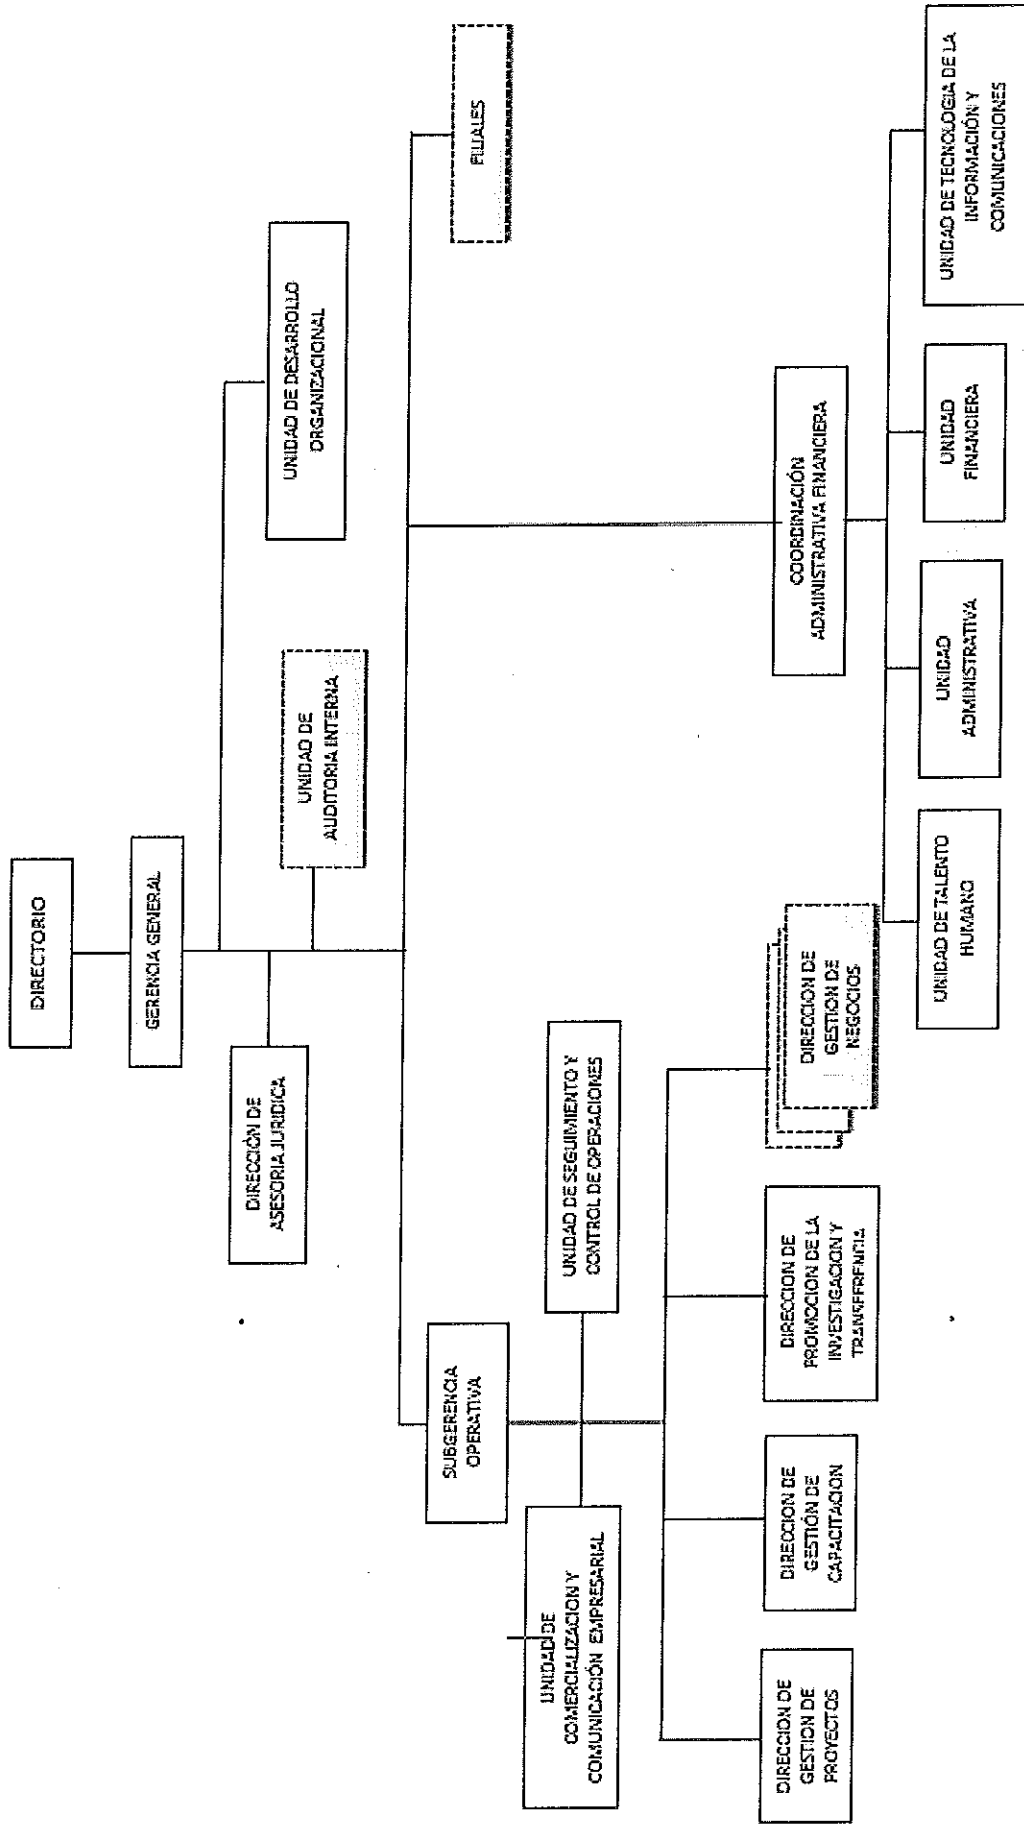 DIRECTORIO
GERENCIA GENERAL
DIRECCIÓN DE
ASESORIA JURIDICA
UNIDAD DE DESARROLLO
ORGANIZACIONAL
UNIDAD DE
AUDITORIA INTERNA
SUBGERENCIA
OPERATIVA
FILIALES
UNIDAD DE
COMERCIALIZACION Y
COMUNICACIÓN EMPRESARIAL
UNIDAD DE SEGUIMIENTO Y
CONTROL DE OPERACIONES
DIRECCION DE
GESTION DE
PROYECTOS
DIRECCION DE
GESTIÓN DE
CAPACITACION
DIRECCION DE
PROMOCION DE LA
INVESTIGACION Y
TRANSFERENCIA
DIRECCION DE
GESTION DE
NEGOCIOS
COORDINACIÓN
ADMINISTRATIVA FINANCIERA
UNIDAD DE TALENTO
HUMANO
UNIDAD
ADMINISTRATIVA
UNIDAD
FINANCIERA
UNIDAD DE TECNOLOGIA DE LA
INFORMACIÓN Y
COMUNICACIONES